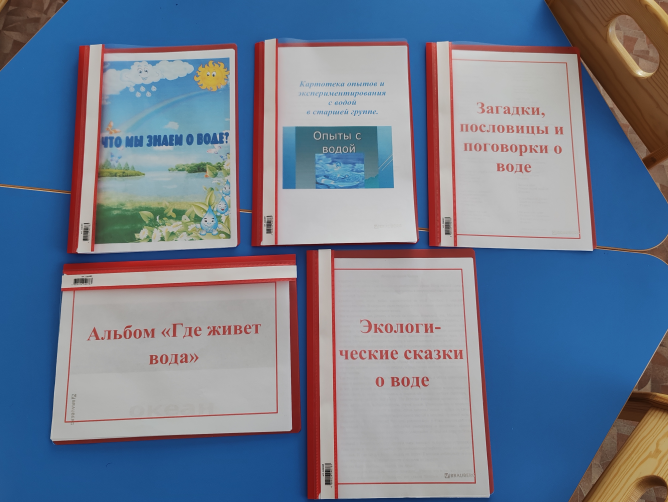 ЧТО МЫ ЗНАЕМ О ВОДЕ?
Картотека опытов и
экспериментирования
с водой
в старшей группе.
Опыты с
водой
Загадки,
пословицы и
поговорки о
воде
Альбом «Где живет
вода»
Экологи-
ческие сказки
о воде